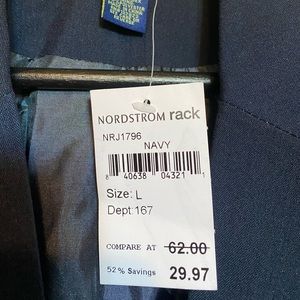 NORDSTROM rack
NRJ1796
NAVY
8 40638 04321 1
Size: L
Dept 167
COMPARE AT 62.00
52% Savings 29.97